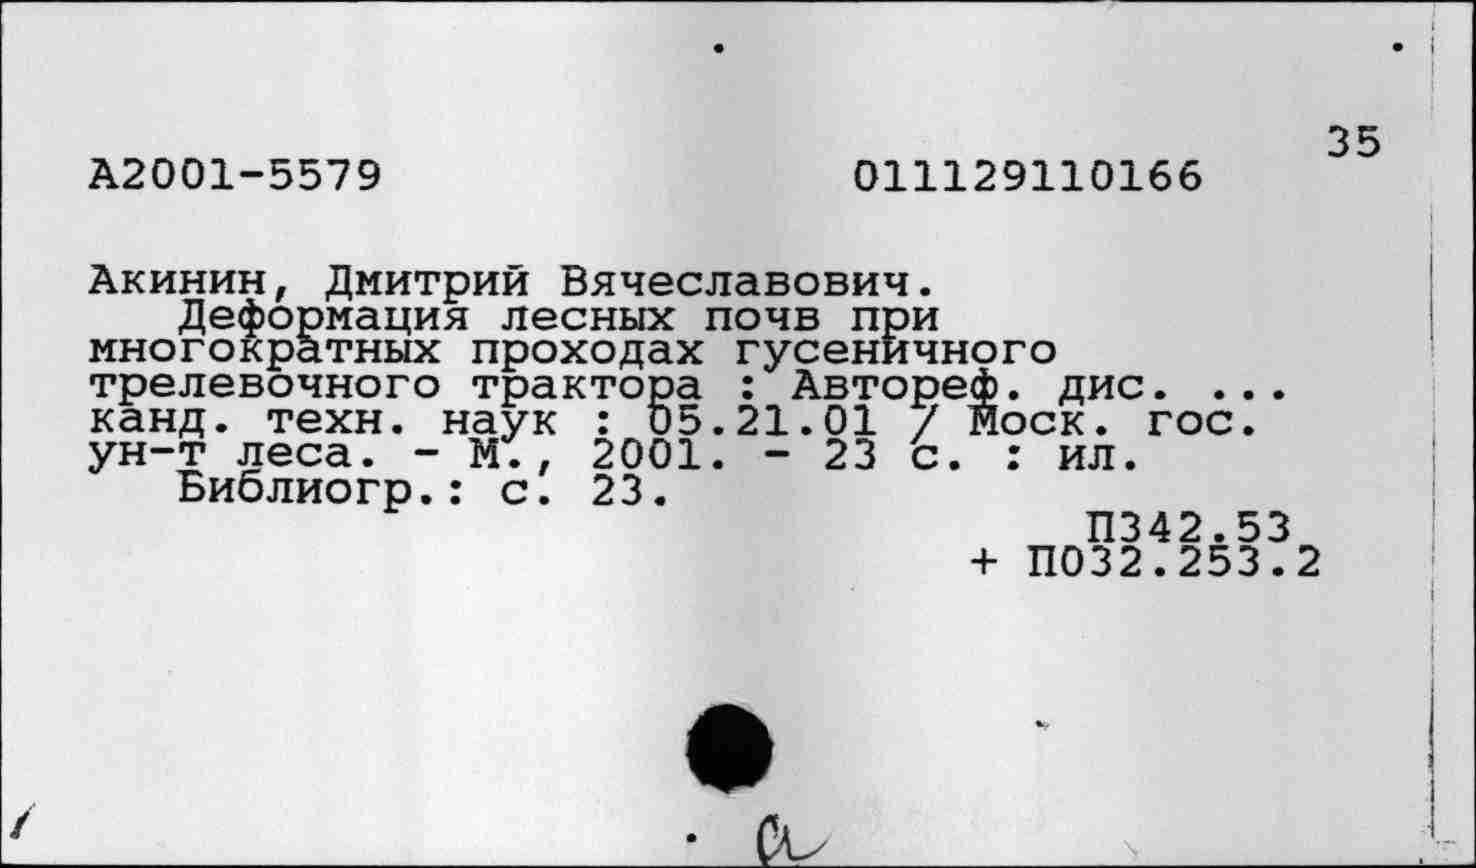 35
А2001-5579 011129110166
Акинин, Дмитрий Вячеславович.
Деформация лесных почв при
многократных проходах гусеничного
трелевочного трактора : Автореф. дис. ...
канд. техн. наук : 05.21.01 / Моск. гос.
ун-т леса. - М., 2001. - 23 с. : ил.
Библиогр.: с. 23.
П342.53
+ П032.253.2